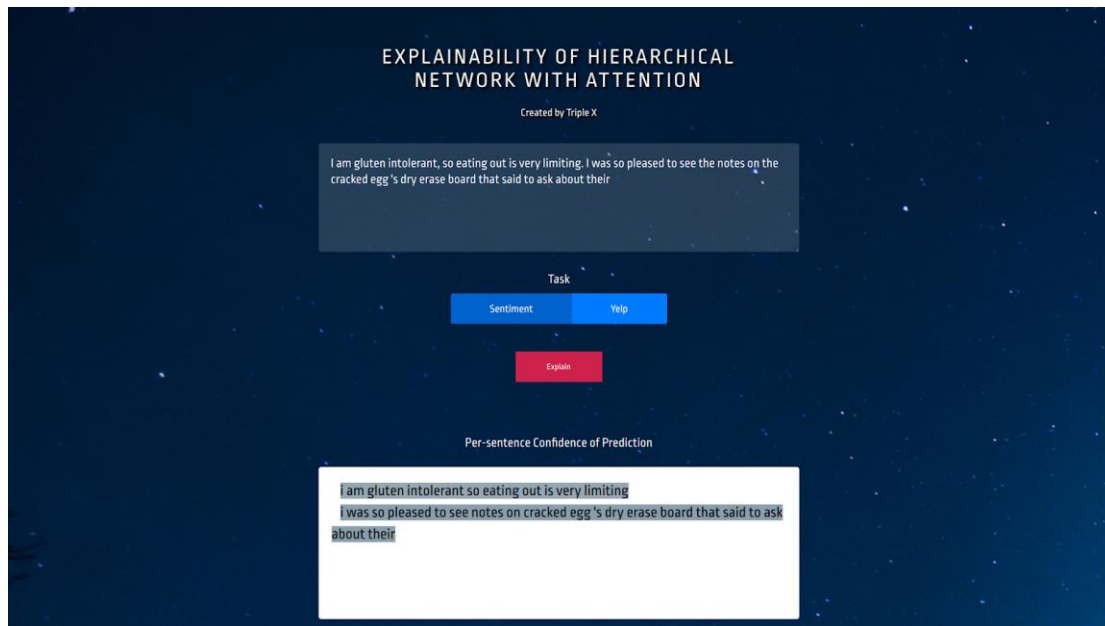 EXPLAINABILITY OF HIERARCHICAL
NETWORK WITH ATTENTION
Created by Triple X
I am gluten intolerant, so eating out is very limiting. I was so pleased to see the notes on the
cracked egg 's dry erase board that said to ask about their
Task
Sentiment Yelp
Explain
Per-sentence Confidence of Prediction
i am gluten intolerant so eating out is very limiting
i was so pleased to see notes on cracked egg 's dry erase board that said to ask
about their